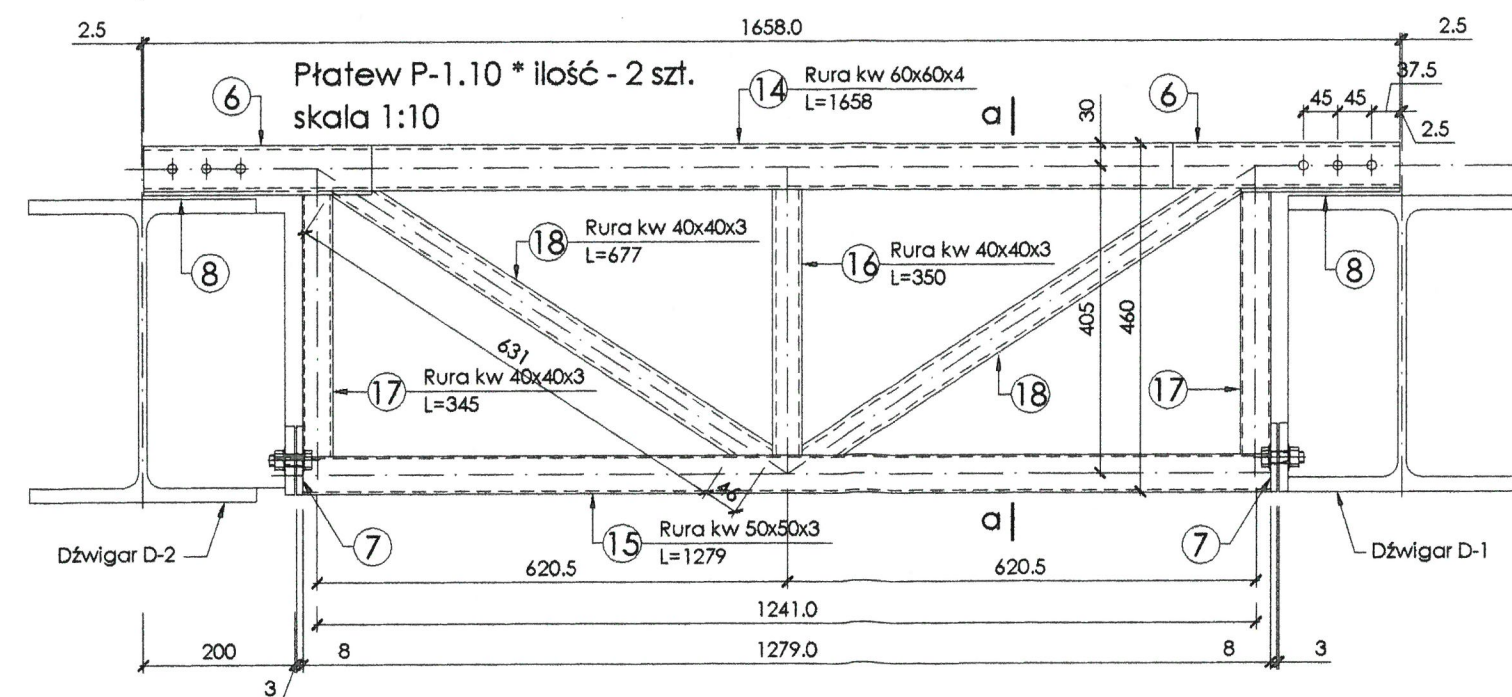 2.5
1658.0
2.5
Płatew P-1.10 * ilość - 2 szt.
skala 1:10
6
14
Rura kw 60x60x4
L=1658
a
30
6
45
45
37.5
2.5
8
18
Rura kw 40x40x3
L=677
16
Rura kw 40x40x3
L=350
8
405
460
631
17
Rura kw 40x40x3
L=345
18
17
46
Dźwigar D-2
7
15
Rura kw 50x50x3
L=1279
a
7
Dźwigar D-1
620.5
620.5
1241.0
200
8
1279.0
8
3
3